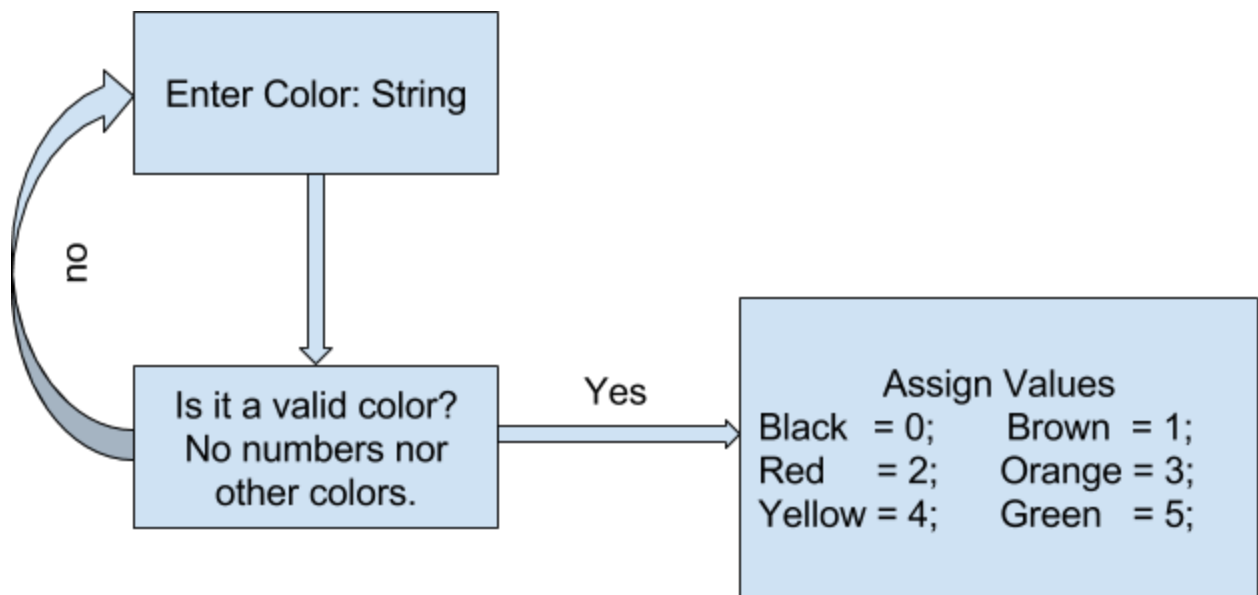 Enter Color: String
no
Is it a valid color?
No numbers nor
other colors.
Yes
Assign Values
Black = 0; Brown = 1;
Red = 2; Orange = 3;
Yellow = 4; Green = 5;